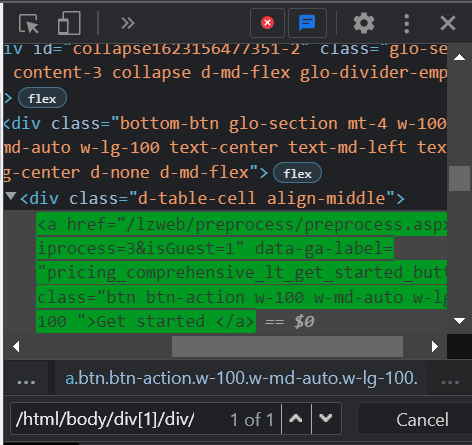 iv id="collapse1623156477351-2" class="glo-se
content-3 collapse d-md-flex glo-divider-emp
> flex
<div class="bottom-btn glo-section mt-4 w-100
md-auto w-lg-100 text-center text-md-left tex
g-center d-none d-md-flex"> flex
▼<div class="d-table-cell align-middle">
<a href="/lzweb/preprocess/preprocess.aspx
iprocess=3&isGuest=1" data-ga-label=
"pricing_comprehensive_lt_get_started_butt
class="btn btn-action w-100 w-md-auto w-lg
100 ">Get started </a> == $0
... a.btn.btn-action.w-100.w-md-auto.w-lg-100. ...
/html/body/div[1]/div/ 1 of 1 Cancel